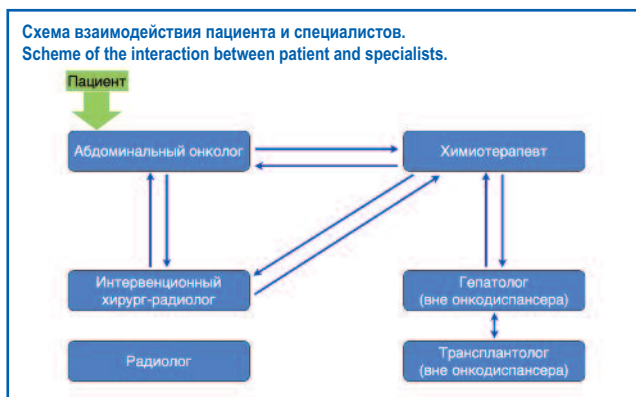 Схема взаимодействия пациента и специалистов.
Scheme of the interaction between patient and specialists.
Пациент
Абдоминальный онколог
Химиотерапевт
Интервенционный
хирург-радиолог
Гепатолог
(вне онкодиспансера)
Радиолог
Трансплантолог
(вне онкодиспансера)